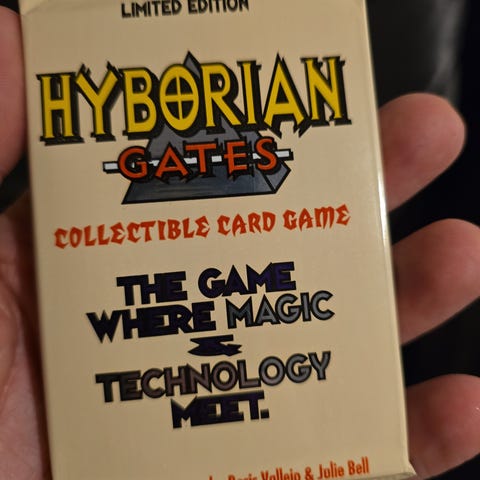 LIMITED EDITION
HYBORIAN
GATES
COLLECTIBLE CARD GAME
THE GAME
WHERE MAGIC
&
TECHNOLOGY
MEET.
Boris Vallejo & Julie Bell